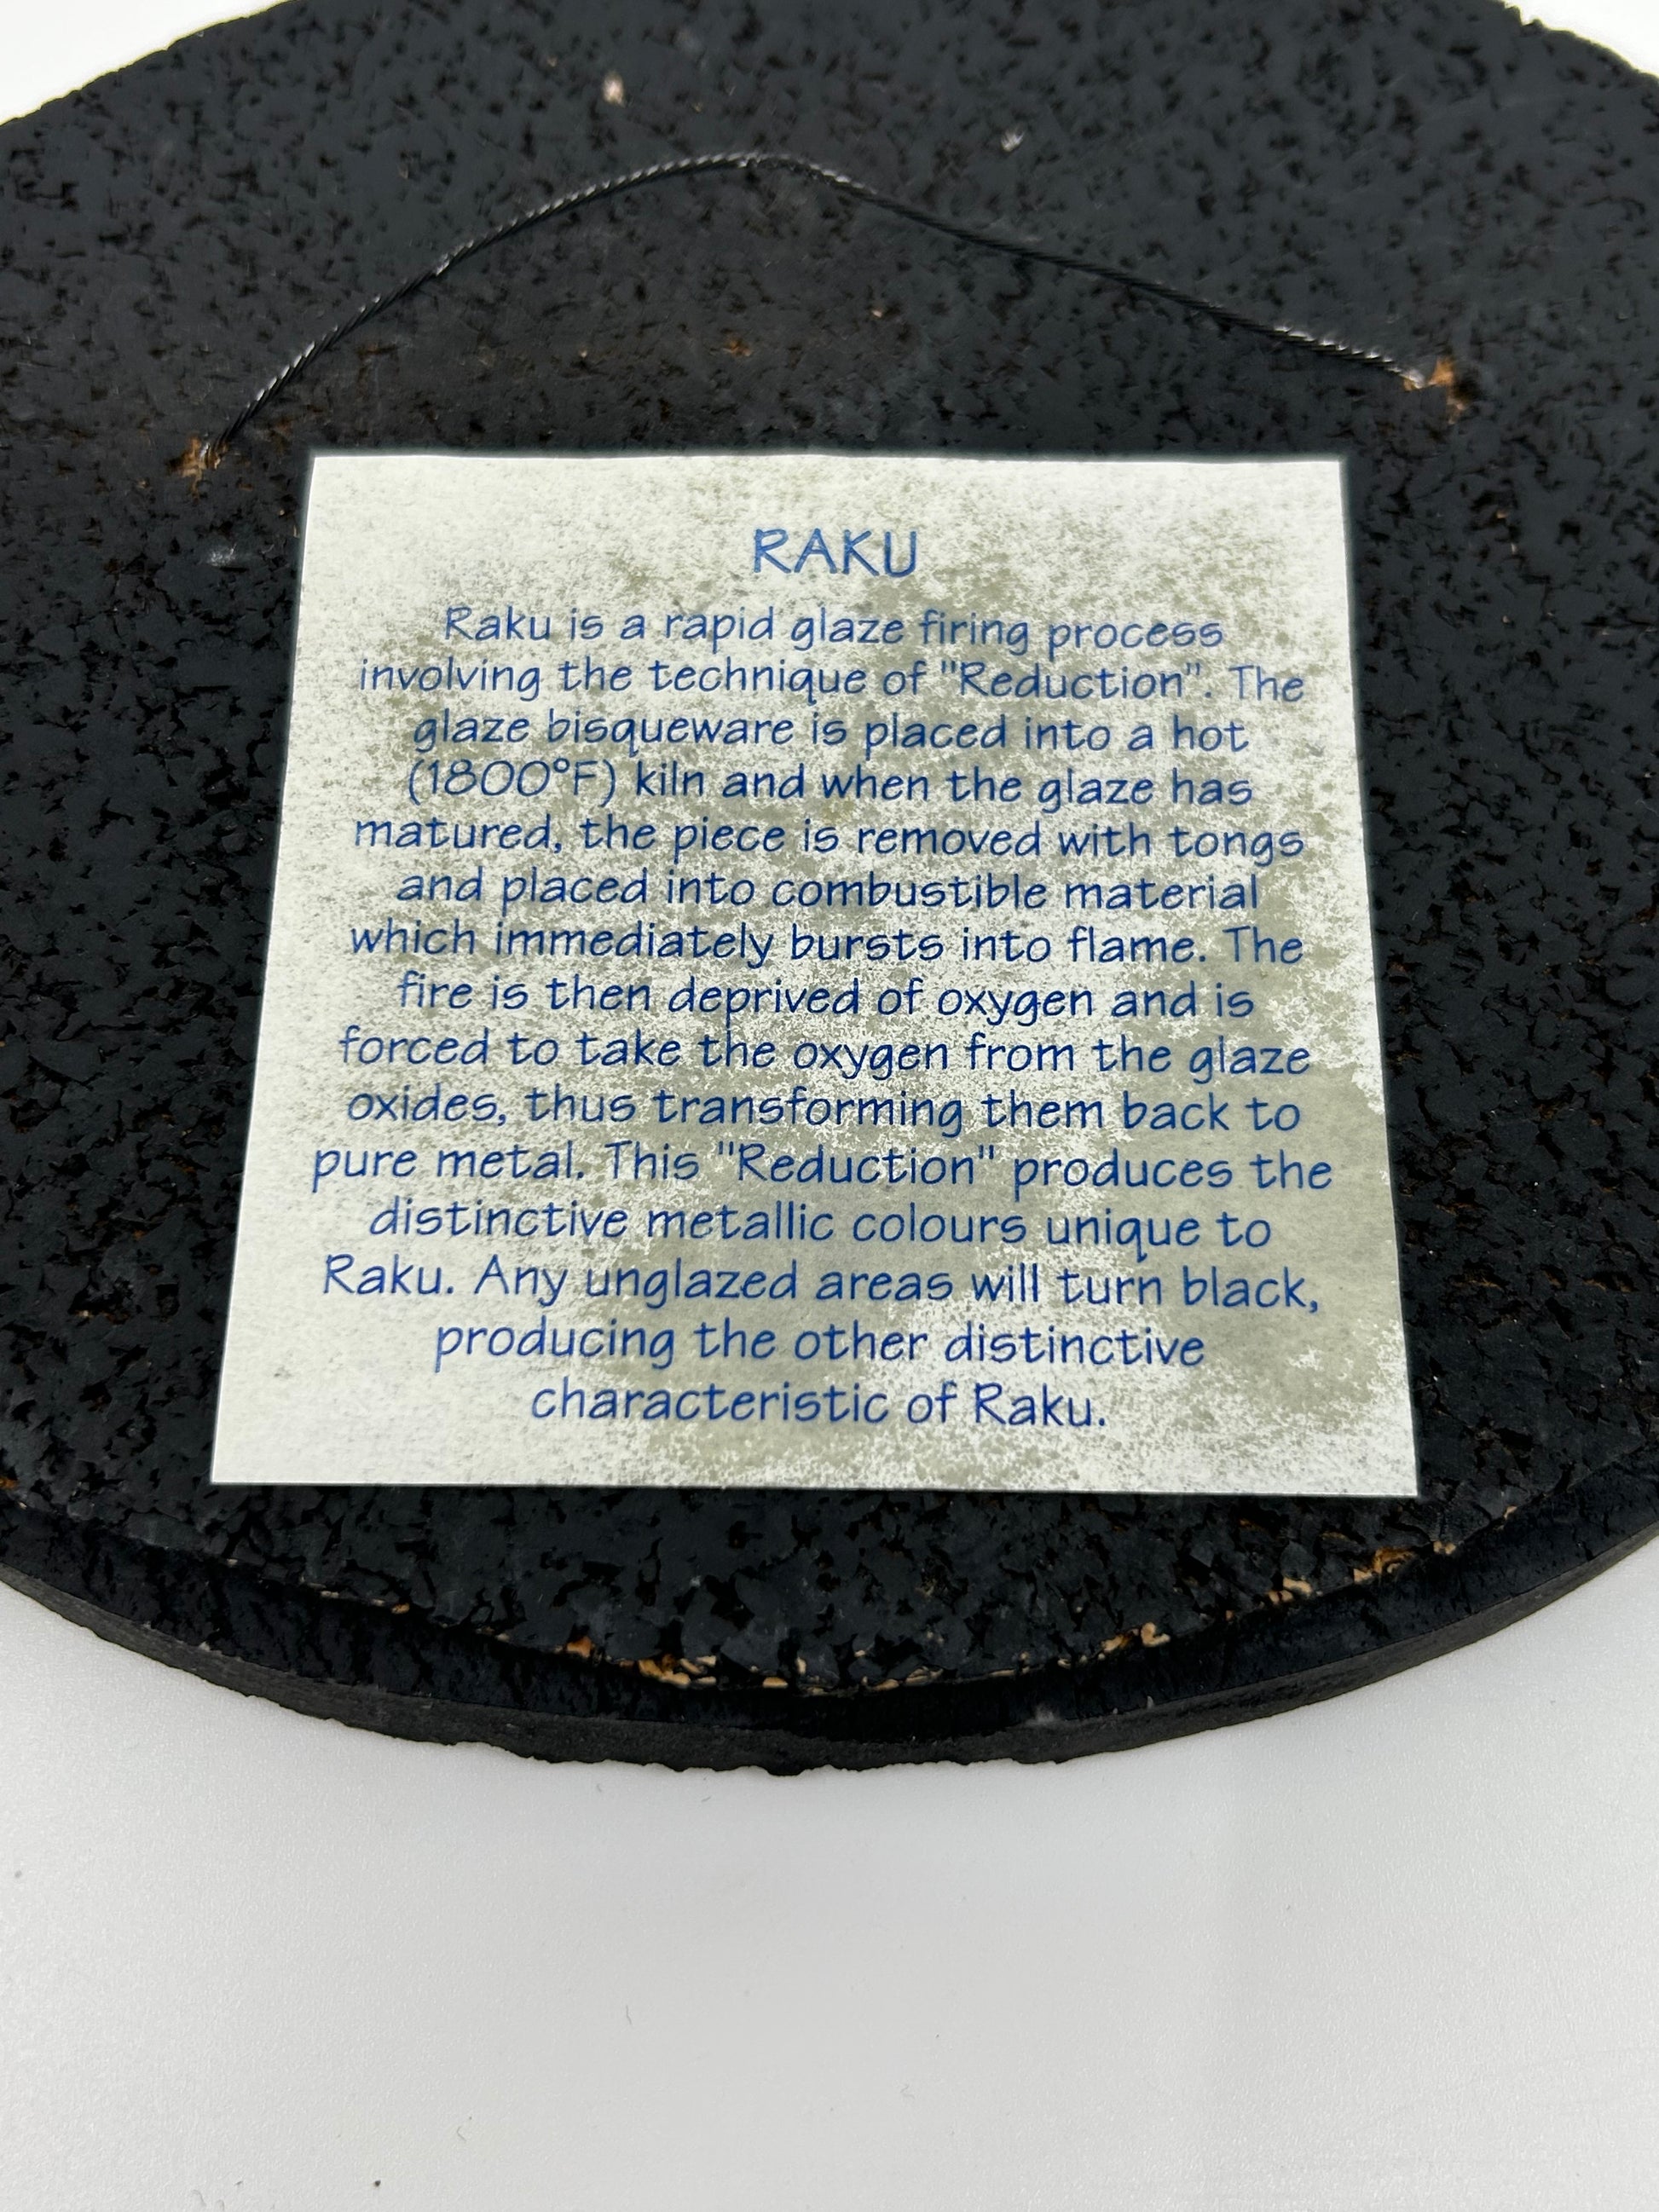 RAKU
Raku is a rapid glaze firing process
involving the technique of "Reduction". The
glaze bisqueware is placed into a hot
(1800°F) kiln and when the glaze has
matured, the piece is removed with tongs
and placed into combustible material
which immediately bursts into flame. The
fire is then deprived of oxygen and is
forced to take the oxygen from the glaze
oxides, thus transforming them back to
pure metal. This "Reduction" produces the
distinctive metallic colours unique to
Raku. Any unglazed areas will turn black,
producing the other distinctive
characteristic of Raku.